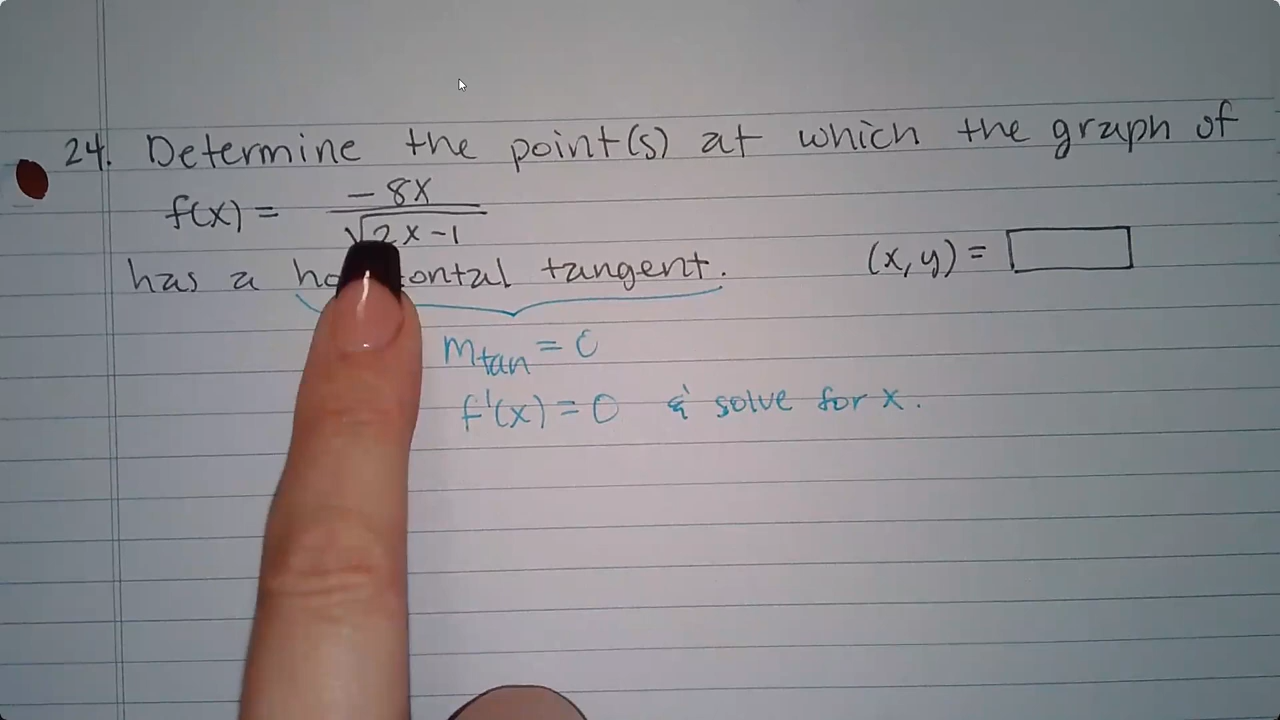 24. Determine the point(s) at which the graph of
f(x) = -8x / √2x-1
has a tangent. (x,y) =
mtan = 0
f'(x) = 0 & solve for x.